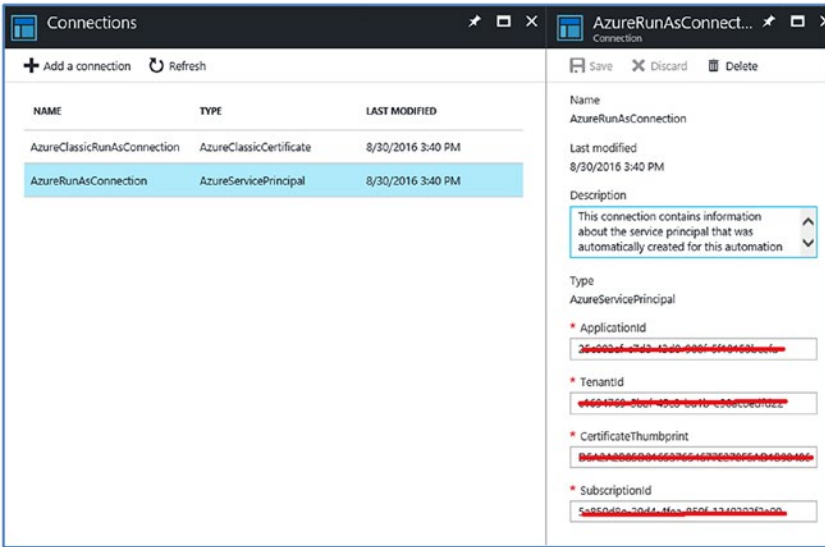 Connections
Add a connection Refresh
NAME TYPE LAST MODIFIED
AzureClassicRunAsConnection AzureClassicCertificate 8/30/2016 3:40 PM
AzureRunAsConnection AzureServicePrincipal 8/30/2016 3:40 PM
AzureRunAsConnect...
Connection
Save Discard Delete
Name
AzureRunAsConnection
Last modified
8/30/2016 3:40 PM
Description
This connection contains information
about the service principal that was
automatically created for this automation
Type
AzureServicePrincipal
* ApplicationId
* TenantId
* CertificateThumbprint
* SubscriptionId